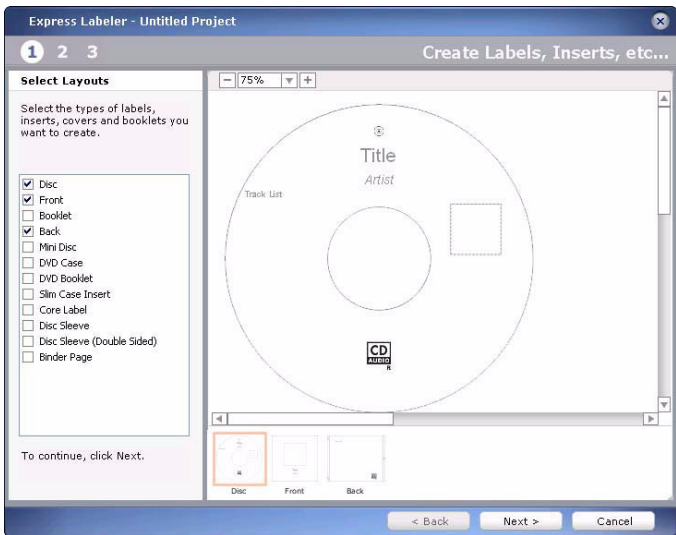 Express Labeler - Untitled Project
1 2 3
Create Labels, Inserts, etc...
Select Layouts
Select the types of labels,
inserts, covers and booklets you
want to create.
Disc
Front
Booklet
Back
Mini Disc
DVD Case
DVD Booklet
Slim Case Insert
Core Label
Disc Sleeve
Disc Sleeve (Double Sided)
Binder Page
To continue, click Next.
75%
Title
Artist
Track List
CD
AUDIO
R
Disc
Front
Back
< Back
Next >
Cancel